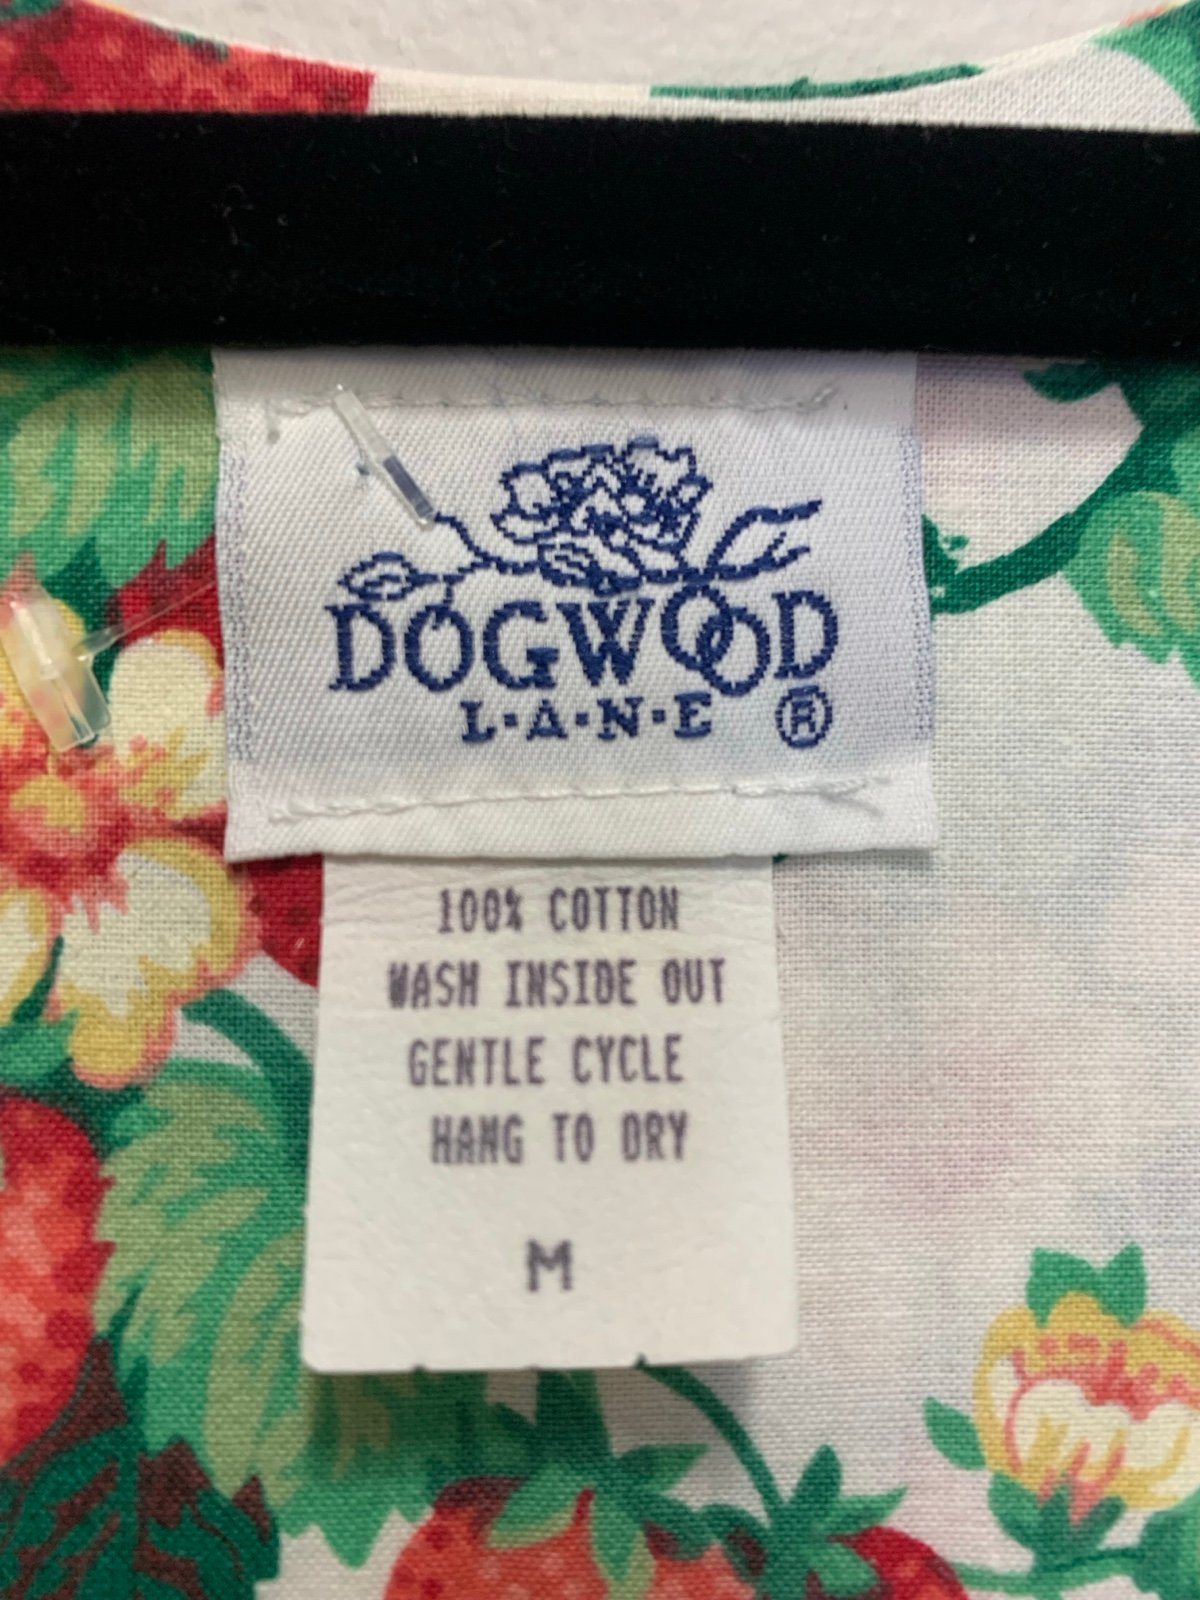 DOGWOOD
L·A·N·E ®
100% COTTON
WASH INSIDE OUT
GENTLE CYCLE
HANG TO DRY
M